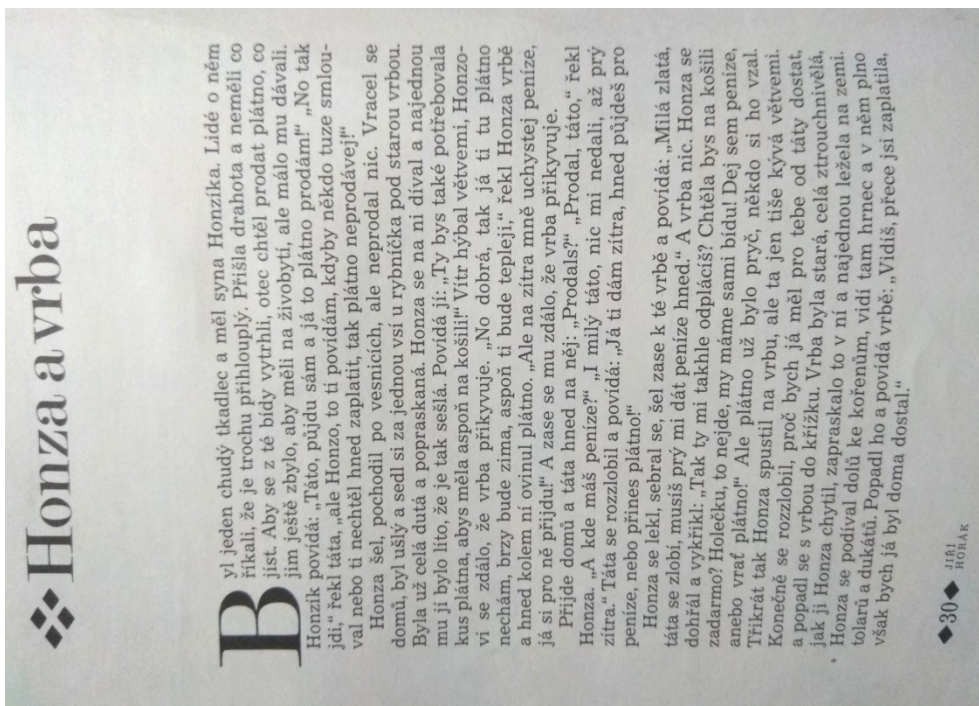 ❖ Honza a vrba
Byl jeden chudý tkadlec a měl syna Honzíka. Lidé o něm
říkali, že je trochu přihlouplý. Přišla drahota a neměli co
jíst. Aby se z té bídy vytrhli, otec chtěl prodat plátno, co
jim ještě zbylo, aby měli na živobytí, ale málo mu dávali.
Honzík povídá: „Táto, půjdu sám a já to plátno prodám!“ „No tak
jdi,“ řekl táta, „ale Honzo, to ti povídám, kdyby někdo tuze smlou-
val nebo ti nechtěl hned zaplatit, tak plátno neprodávej!“
Honza šel, pochodil po vesnicích, ale neprodal nic. Vracel se
domů, byl ušlý a sedl si za jednou vsí u rybníčka pod starou vrbou.
Byla už celá dutá a popraskaná. Honza se na ni díval a najednou
mu jí bylo líto, že je tak sešlá. Povídá jí: „Ty bys také potřebovala
kus plátna, abys měla aspoň na košili!“ Vítr hýbal větvemi, Honzo-
vi se zdálo, že vrba přikyvuje. „No dobrá, tak já ti tu plátno
nechám, brzy bude zima, aspoň ti bude tepleji,“ řekl Honza vrbě
a hned kolem ní ovinul plátno. „Ale na zítra mně uchystej peníze,
já si pro ně přijdu!“ A zase se mu zdálo, že vrba přikyvuje.
Přijde domů a táta hned na něj: „Prodals?“ „Prodal, táto,“ řekl
Honza. „A kde máš peníze?“ „I milý táto, nic mi nedali, až prý
zítra.“ Táta se rozzlobil a povídá: „Já ti dám zítra, hned půjdeš pro
peníze, nebo přines plátno!“
Honza se lekl, sebral se, šel zase k té vrbě a povídá: „Milá zlatá,
táta se zlobí, musíš prý mi dát peníze hned.“ A vrba nic. Honza se
dohřál a vykřikl: „Tak ty mi takhle odplácíš? Chtěla bys na košili
zadarmo? Holečku, to nejde, my máme sami bídu! Dej sem peníze,
anebo vrať plátno!“ Ale plátno už bylo pryč, někdo si ho vzal.
Třikrát tak Honza spustil na vrbu, ale ta jen tiše kývá větvemi.
Konečně se rozzlobil, proč bych já měl pro tebe od táty dostat,
a popadl se s vrbou do křížku. Vrba byla stará, celá ztrouchnivělá,
jak ji Honza chytil, zapraskalo to v ní a najednou ležela na zemi.
Honza se podíval dolů ke kořenům, vidí tam hrnec a v něm plno
tolarů a dukátů. Popadl ho a povídá vrbě: „Vidíš, přece jsi zaplatila,
však bych já byl doma dostal.“
◆30◆ JIŘÍ
HORÁK